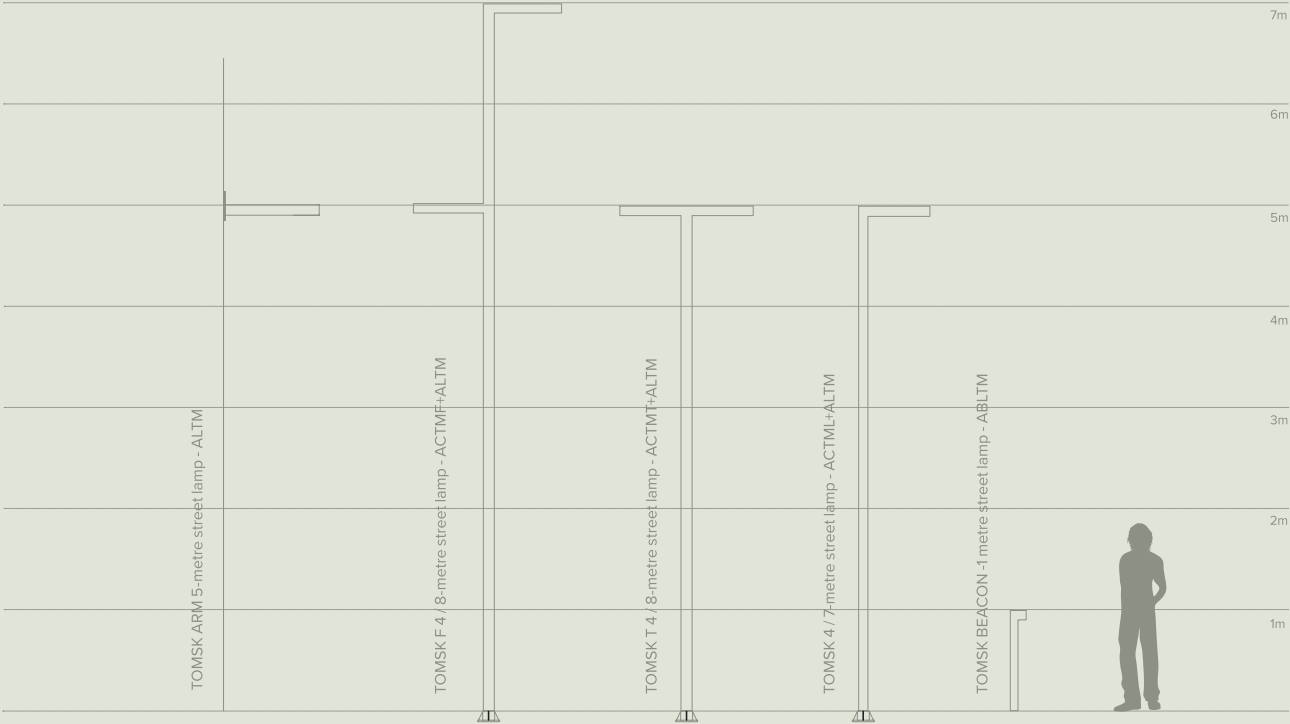 7m
6m
5m
4m
3m
2m
1m
TOMSK ARM 5-metre street lamp - ALTM
TOMSK F 4 / 8-metre street lamp - ACTMF+ALTM
TOMSK T 4 / 8-metre street lamp - ACTMT+ALTM
TOMSK 4 / 7-metre street lamp - ACTML+ALTM
TOMSK BEACON -1 metre street lamp - ABLTM